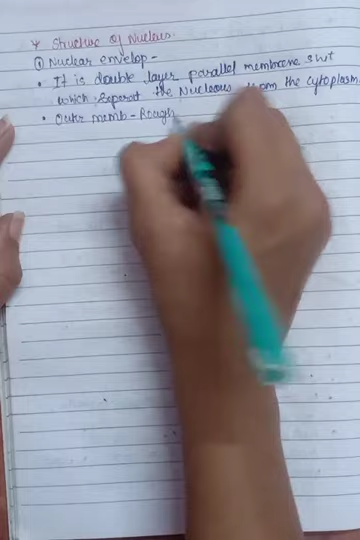 * Structure of Nucleus.
① Nuclear envelop -
• It is double layer parallel membrane
which Seperat the Nucleous from the cytoplasm.
• Outer memb - Rough